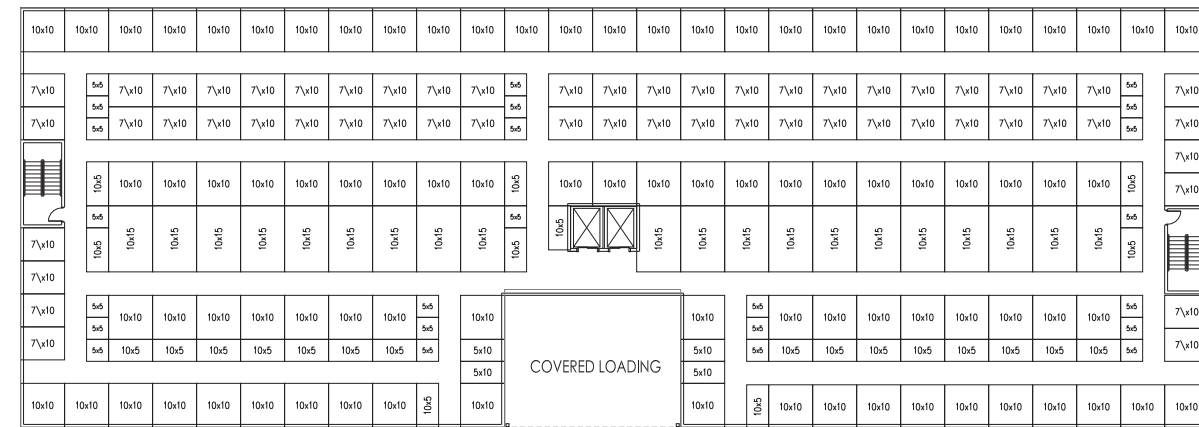 10x10 10x10 10x10 10x10 10x10 10x10 10x10 10x10 10x10 10x10 10x10 10x10 10x10 10x10 10x10 10x10 10x10 10x10 10x10 10x10 10x10 10x10 10x10 10x10 10x10 10x10 10x10
7\x10 5x5 7\x10 7\x10 7\x10 7\x10 7\x10 7\x10 7\x10 7\x10 7\x10 5x5 7\x10 7\x10 7\x10 7\x10 7\x10 7\x10 7\x10 7\x10 7\x10 7\x10 7\x10 7\x10 7\x10 5x5 7\x10
5x5 5x5 5x5
7\x10 5x5 7\x10 7\x10 7\x10 7\x10 7\x10 7\x10 7\x10 7\x10 7\x10 5x5 7\x10 7\x10 7\x10 7\x10 7\x10 7\x10 7\x10 7\x10 7\x10 7\x10 7\x10 7\x10 7\x10 5x5 7\x10
7\x10
10x5 10x10 10x10 10x10 10x10 10x10 10x10 10x10 10x10 10x10 10x5 10x10 10x10 10x10 10x10 10x10 10x10 10x10 10x10 10x10 10x10 10x10 10x10 10x10 10x5 7\x10
5x5 5x5 5x5
10x15 10x15 10x15 10x15 10x15 10x15 10x15 10x15 10x15 10x5 10x15 10x15 10x15 10x15 10x15 10x15 10x15 10x15 10x15 10x15 10x15
7\x10 10x5 10x5 10x5
7\x10
7\x10 5x5 10x10 10x10 10x10 10x10 10x10 10x10 10x10 5x5 10x10 10x10 5x5 10x10 10x10 10x10 10x10 10x10 10x10 10x10 10x10 5x5 7\x10
5x5 5x5 5x5 5x5
7\x10 5x5 10x5 10x5 10x5 10x5 10x5 10x5 10x5 5x5 5x10 5x10 5x5 10x5 10x5 10x5 10x5 10x5 10x5 10x5 10x5 5x5 7\x10
5x10 COVERED LOADING 5x10
10x10 10x10 10x10 10x10 10x10 10x10 10x10 10x10 10x10 10x5 10x10 10x10 10x5 10x10 10x10 10x10 10x10 10x10 10x10 10x10 10x10 10x10 10x10